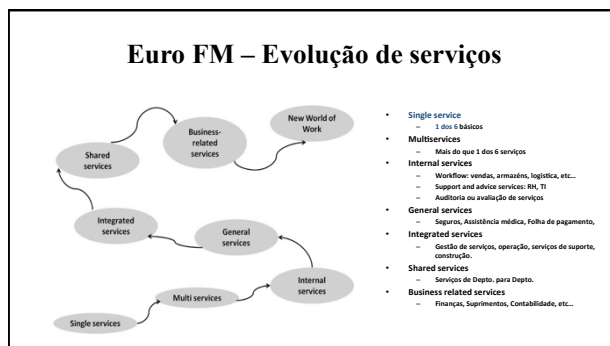 Euro FM – Evolução de serviços
New World of
Work
Business-
related
services
Shared
services
Integrated
services
General
services
Internal
services
Multi services
Single services
• Single service
– 1 dos 6 básicos
• Multiservices
– Mais do que 1 dos 6 serviços
• Internal services
– Workflow: vendas, armazéns, logística, etc...
– Support and advice services: RH, TI
– Auditoria ou avaliação de serviços
• General services
– Seguros, Assistência médica, Folha de pagamento,
• Integrated services
– Gestão de serviços, operação, serviços de suporte,
construção.
• Shared services
– Serviços de Depto. para Depto.
• Business related services
– Finanças, Suprimentos, Contabilidade, etc...